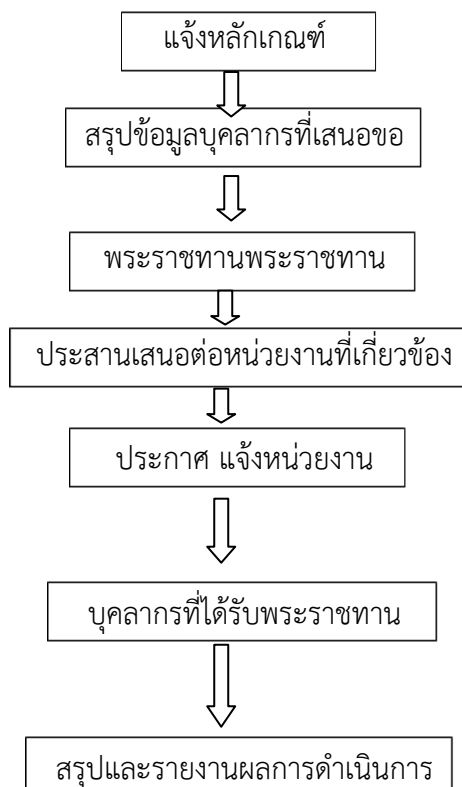 แจ้งหลักเกณฑ์
สรุปข้อมูลบุคลากรที่เสนอขอ
พระราชทานพระราชทาน
ประสานเสนอต่อหน่วยงานที่เกี่ยวข้อง
ประกาศ แจ้งหน่วยงาน
บุคลากรที่ได้รับพระราชทาน
สรุปและรายงานผลการดำเนินการ